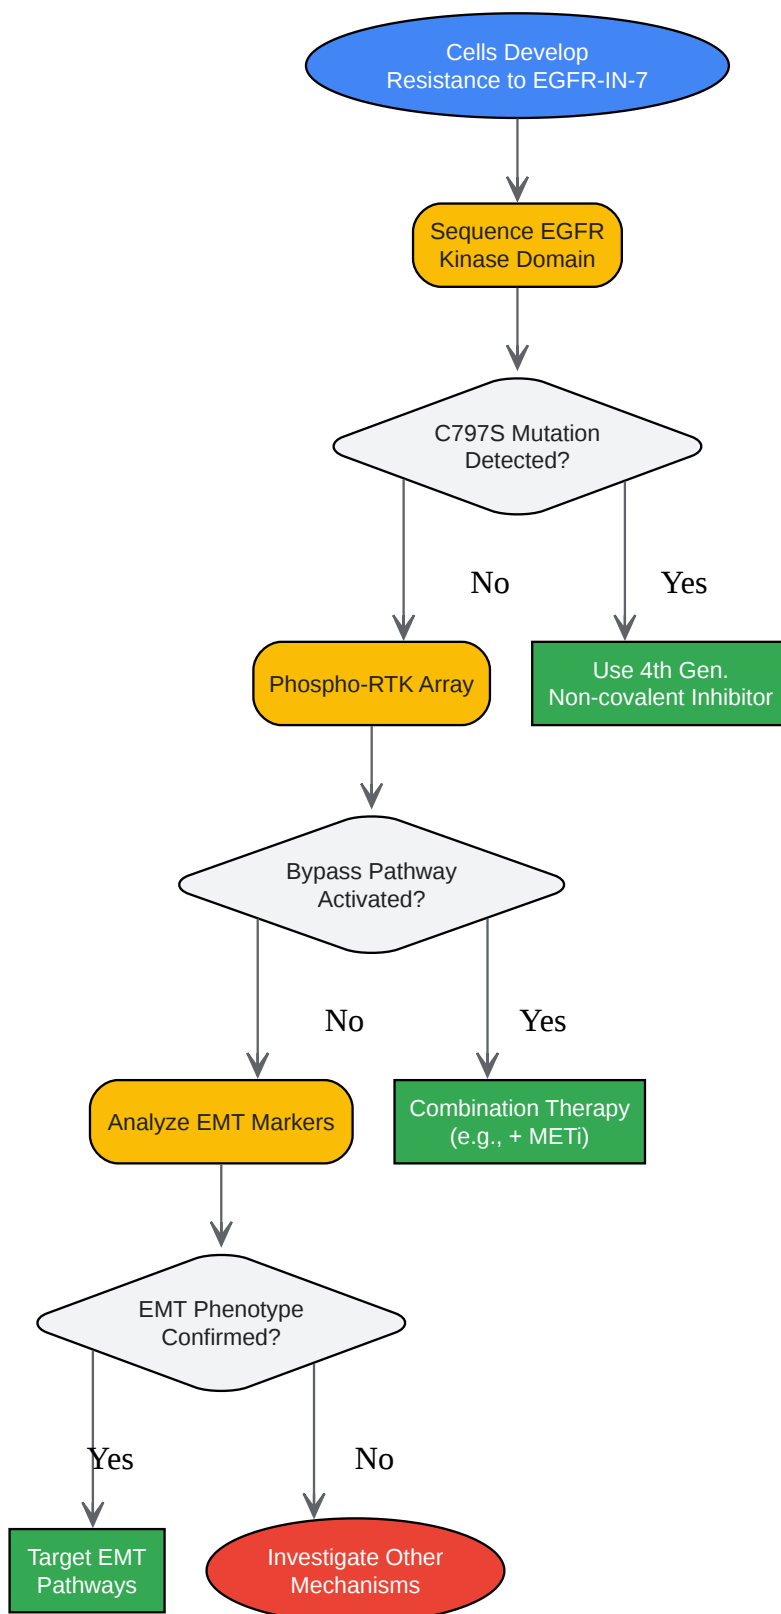 Cells Develop
Resistance to EGFR-IN-7
Sequence EGFR
Kinase Domain
C797S Mutation
Detected?
No
Yes
Phospho-RTK Array
Use 4th Gen.
Non-covalent Inhibitor
Bypass Pathway
Activated?
No
Yes
Analyze EMT Markers
Combination Therapy
(e.g., + METi)
EMT Phenotype
Confirmed?
Yes
No
Target EMT
Pathways
Investigate Other
Mechanisms